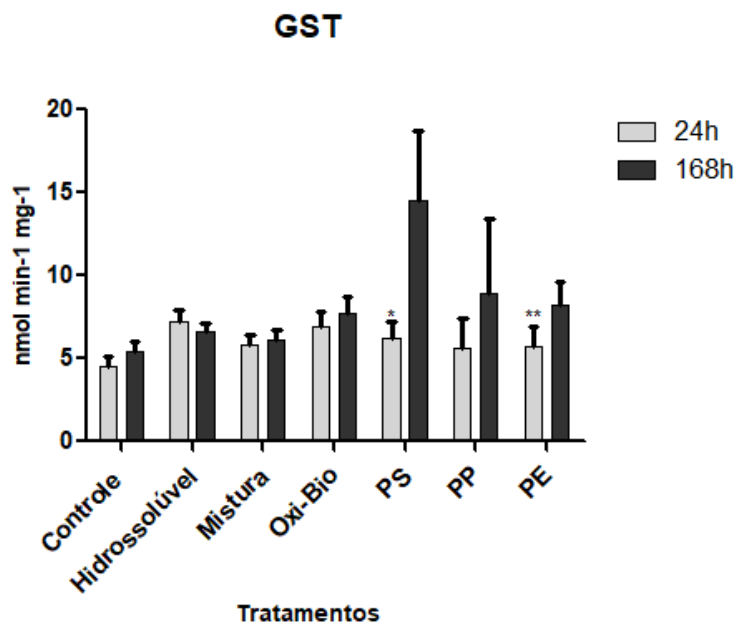 GST
24h
168h
nmol min-1 mg-1
20
15
10
5
0
*
**
Controle
Hidrossolúvel
Mistura
Oxi-Bio
PS
PP
PE
Tratamentos